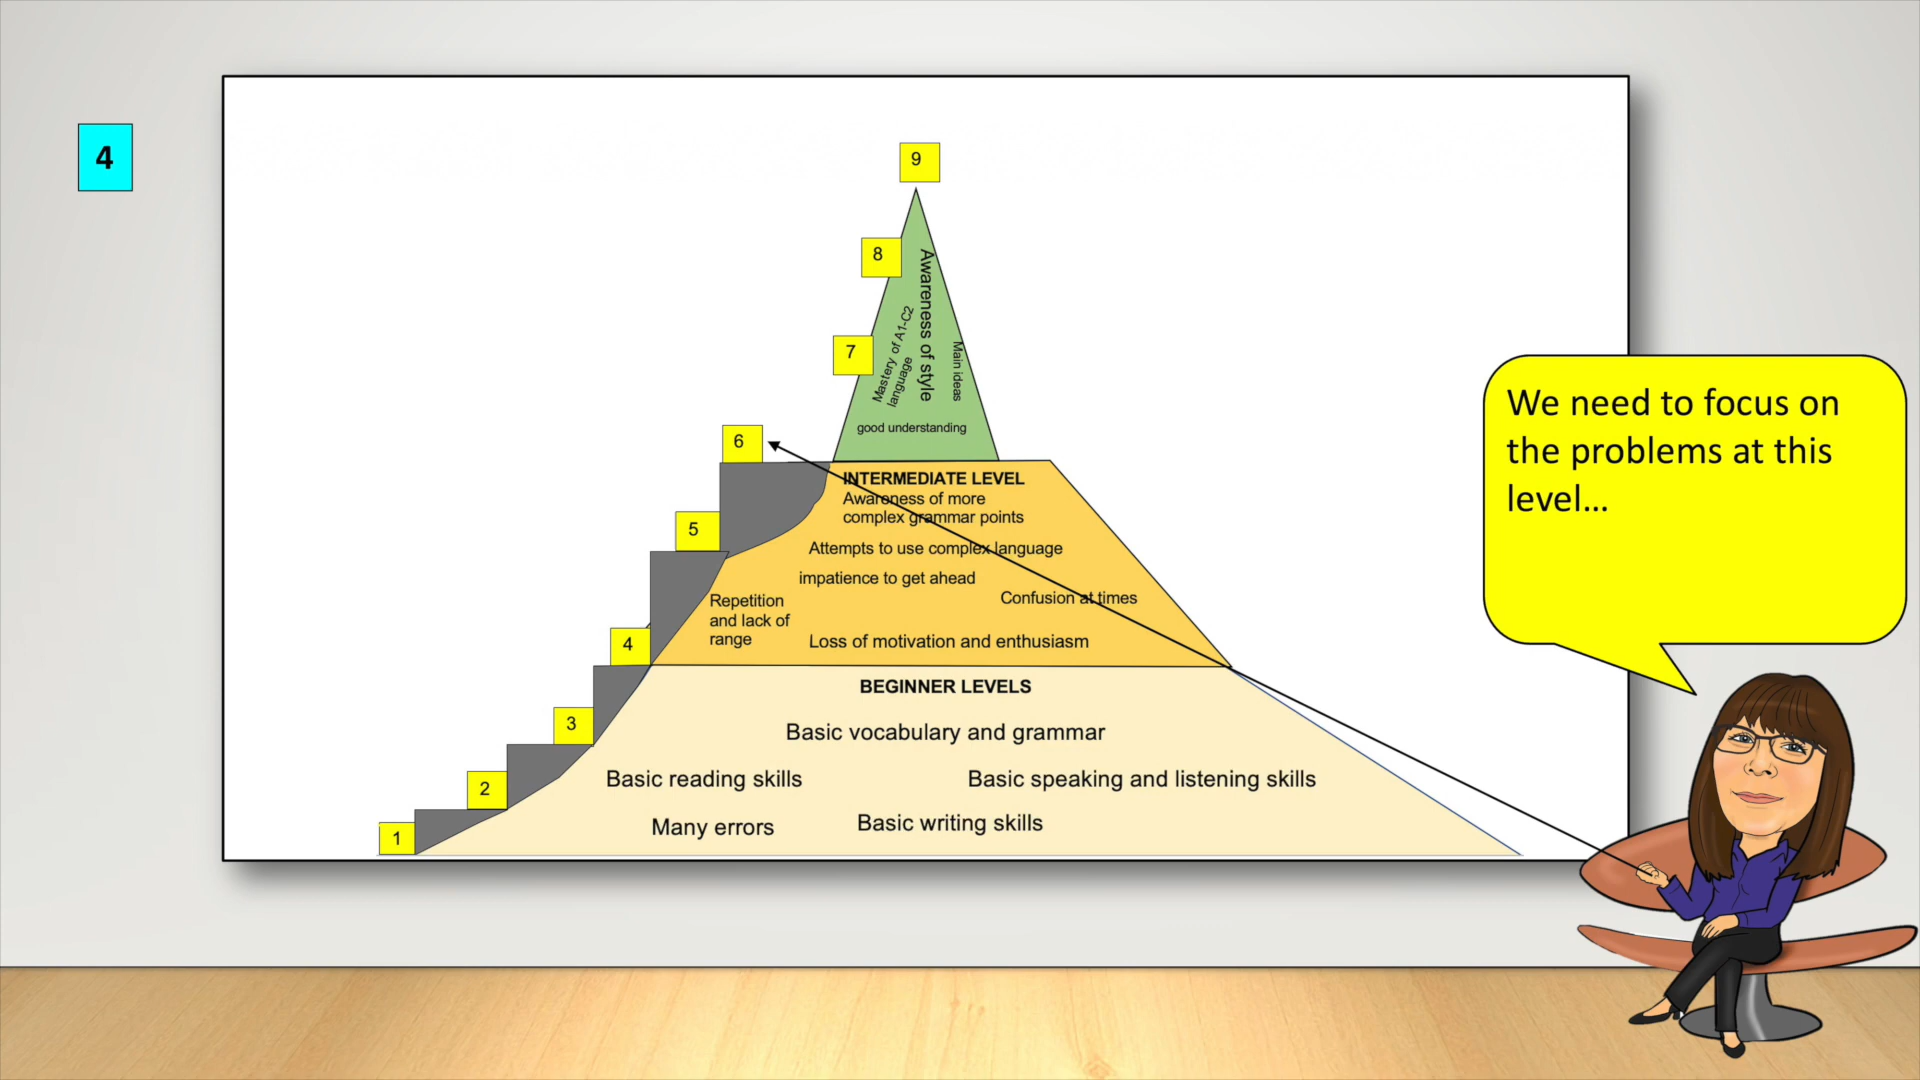 4
9
8
7
6
5
4
3
2
1
Awareness of style
Mastery of A1-C2
language
Main ideas
good understanding
INTERMEDIATE LEVEL
Awareness of more
complex grammar points
Attempts to use complex language
impatience to get ahead
Confusion at times
Repetition
and lack of
range
Loss of motivation and enthusiasm
BEGINNER LEVELS
Basic vocabulary and grammar
Basic reading skills
Basic speaking and listening skills
Many errors
Basic writing skills
We need to focus on
the problems at this
level...